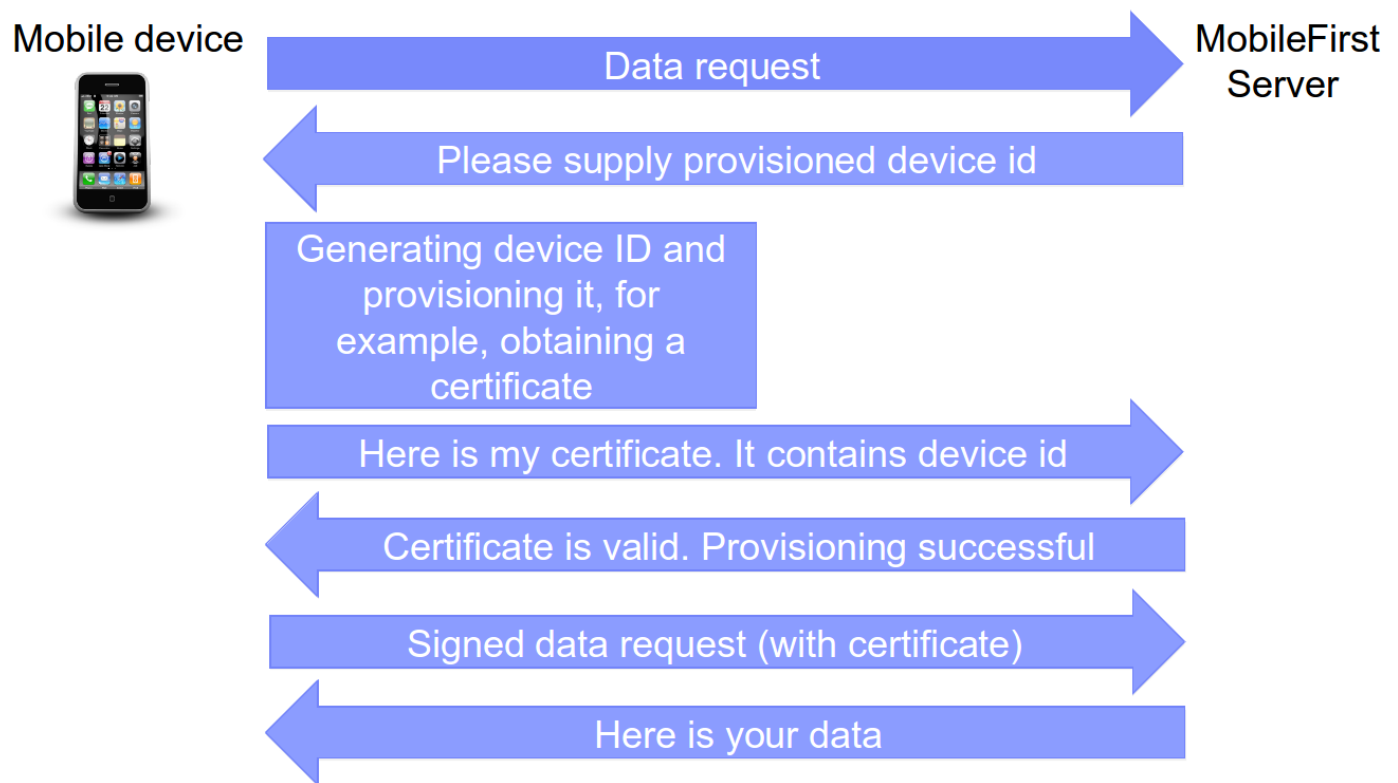 Mobile device
MobileFirst
Server
Data request
Please supply provisioned device id
Generating device ID and
provisioning it, for
example, obtaining a
certificate
Here is my certificate. It contains device id
Certificate is valid. Provisioning successful
Signed data request (with certificate)
Here is your data